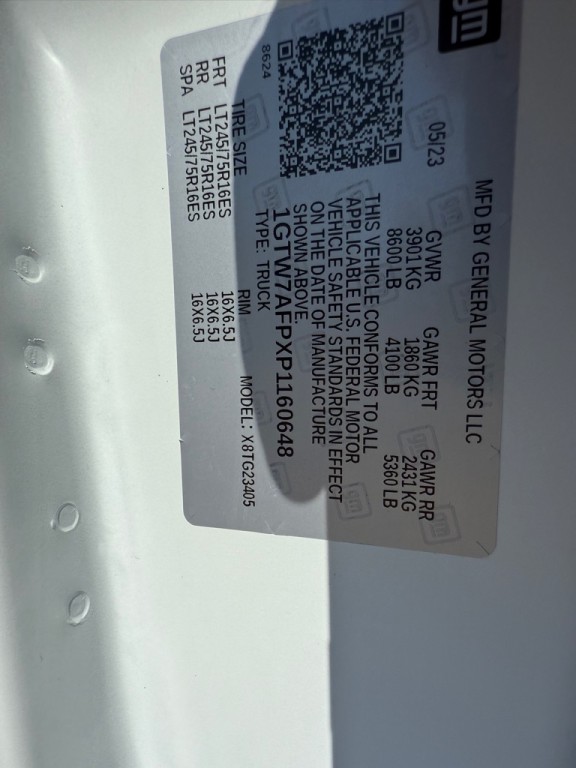 gm
MFD BY GENERAL MOTORS LLC
05/23
GVWR GAWR FRT GAWR RR
3901 KG 1860 KG 2431 KG
8600 LB 4100 LB 5360 LB
THIS VEHICLE CONFORMS TO ALL
APPLICABLE U.S. FEDERAL MOTOR
VEHICLE SAFETY STANDARDS IN EFFECT
ON THE DATE OF MANUFACTURE
SHOWN ABOVE.
1GTW7AFPXP1160648
8624
TYPE: TRUCK MODEL: X8TG23405
TIRE SIZE RIM
FRT LT245/75R16ES 16X6.5J
RR LT245/75R16ES 16X6.5J
SPA LT245/75R16ES 16X6.5J